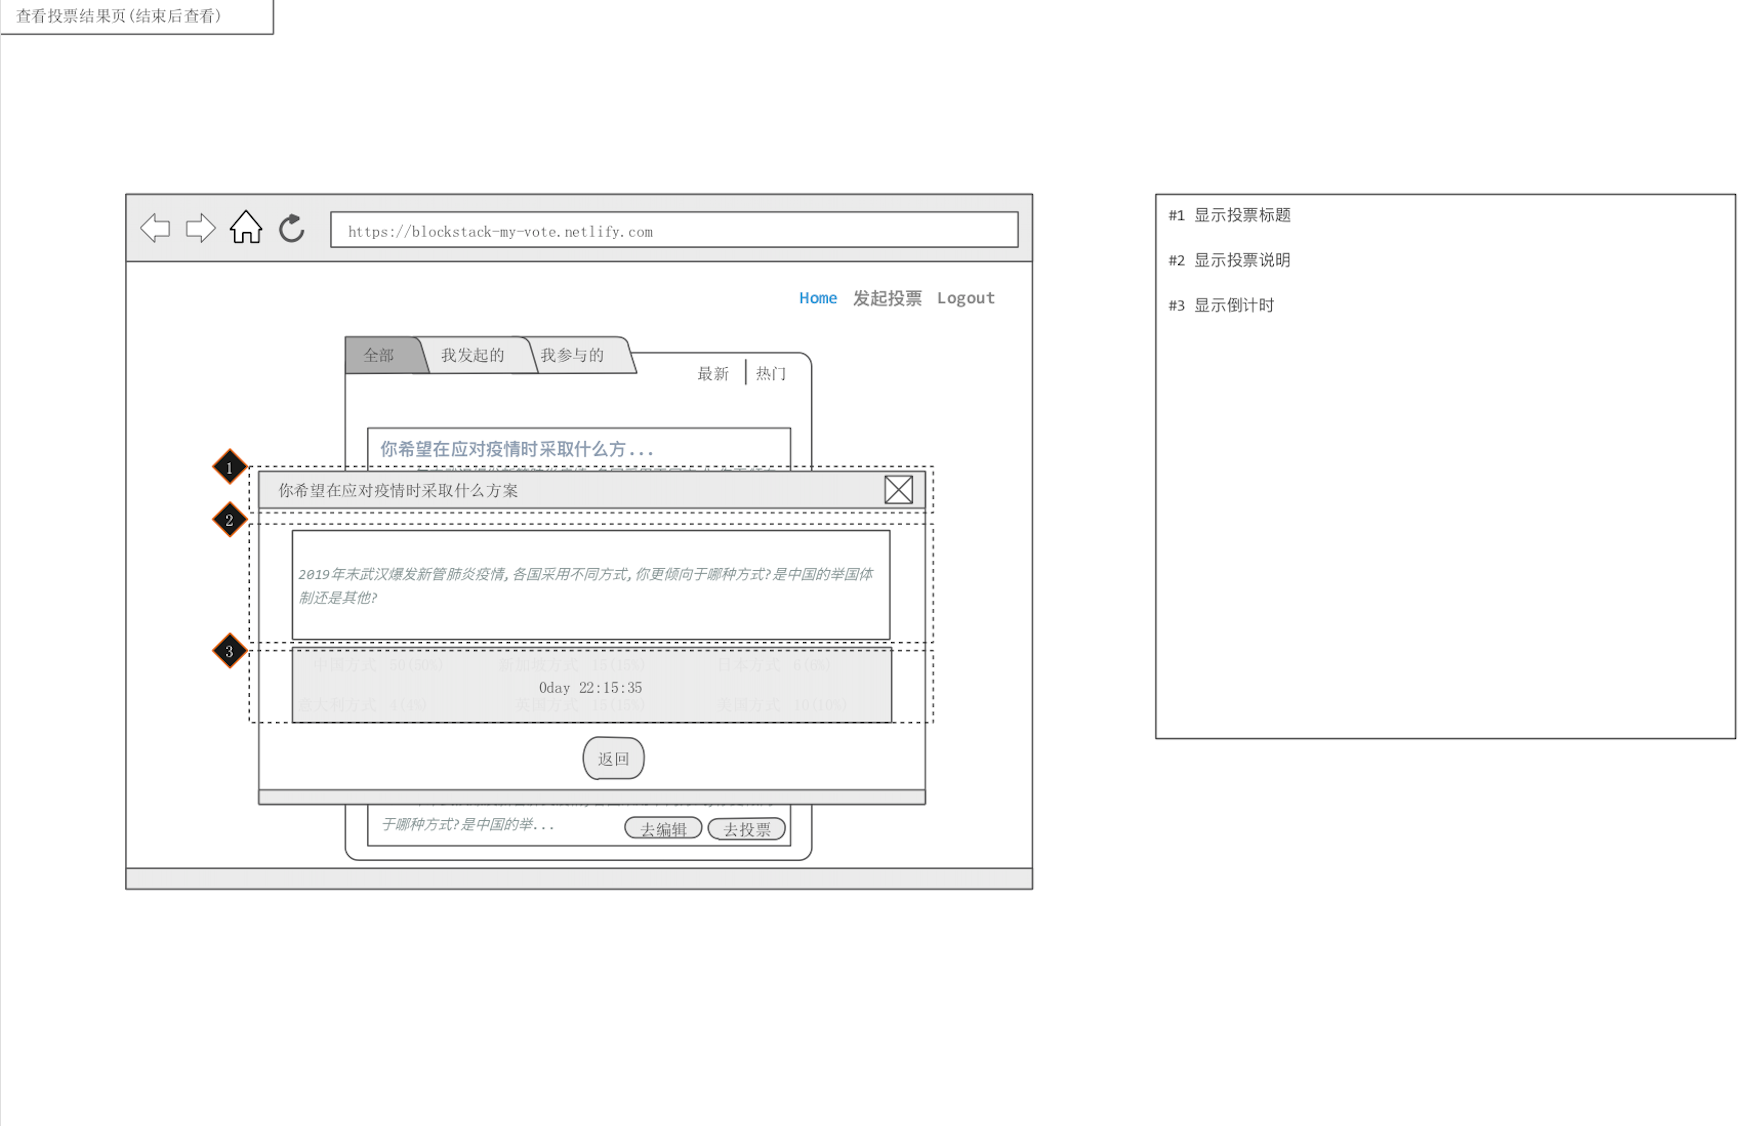 查看投票结果页(结束后查看)
https://blockstack-my-vote.netlify.com
Home 发起投票 Logout
全部 我发起的 我参与的
最新 热门
你希望在应对疫情时采取什么方...
你希望在应对疫情时采取什么方案
2019年末武汉爆发新管肺炎疫情,各国采用不同方式,你更倾向于哪种方式?是中国的举国体
制还是其他?
中国方式 50(50%) 新加坡方式 15(15%) 日本方式 6(6%)
0day 22:15:35
意大利方式 4(4%) 英国方式 15(15%) 美国方式 10(10%)
返回
于哪种方式?是中国的举...
去编辑 去投票
1
2
3
#1 显示投票标题
#2 显示投票说明
#3 显示倒计时